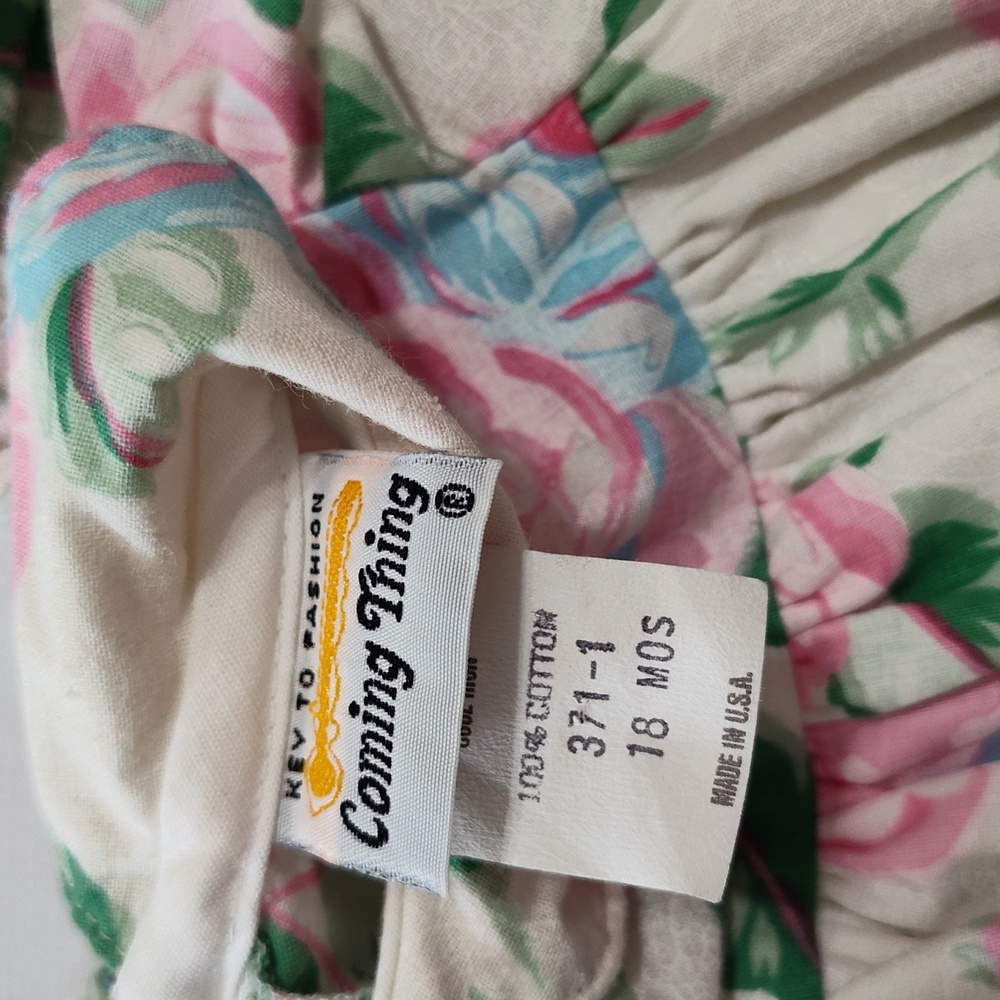 KEY TO FASHION
Coming Thing®
100% COTTON
371-1
18 MOS
MADE IN U.S.A.